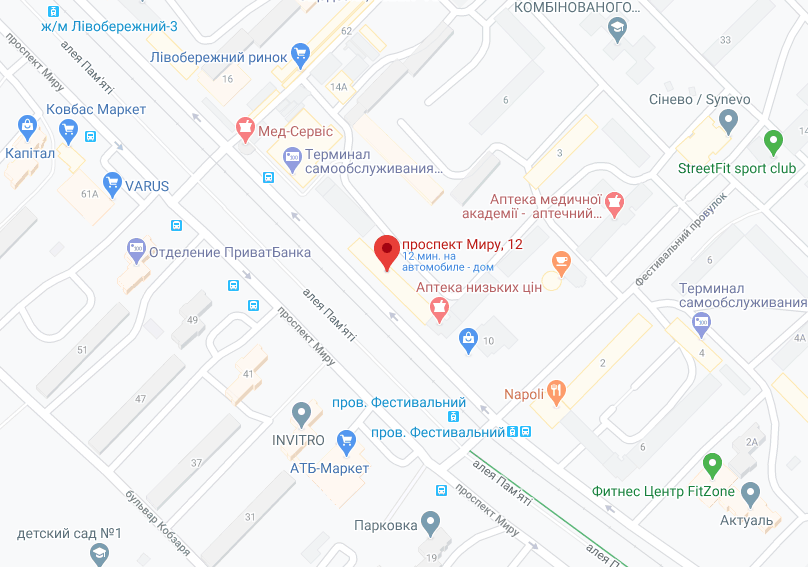 КОМБІНОВАНОГО...
ж/м Лівобережний-3
62
проспект Миру
алея Пам'яті
Лівобережний ринок
16
14А
6
Сінево / Synevo
Ковбас Маркет
Мед-Сервіс
Капітал
3
Терминал
самообслуживания...
StreetFit sport club
VARUS
61А
Аптека медичної
академії - аптечний...
Фестивальний провулок
проспект Миру, 12
12 мин. на
автомобиле - дом
Отделение ПриватБанка
Аптека низьких цін
Терминал
самообслуживания
алея Пам'яті
проспект Миру
49
51
10
4А
4
2
41
47
Napoli
пров. Фестивальний
пров. Фестивальний
INVITRO
АТБ-Маркет
6
2А
37
31
алея Пам'яті
Фитнес Центр FitZone
проспект Миру
бульвар Кобзаря
Парковка
Актуаль
детский сад №1
19
алея Пам